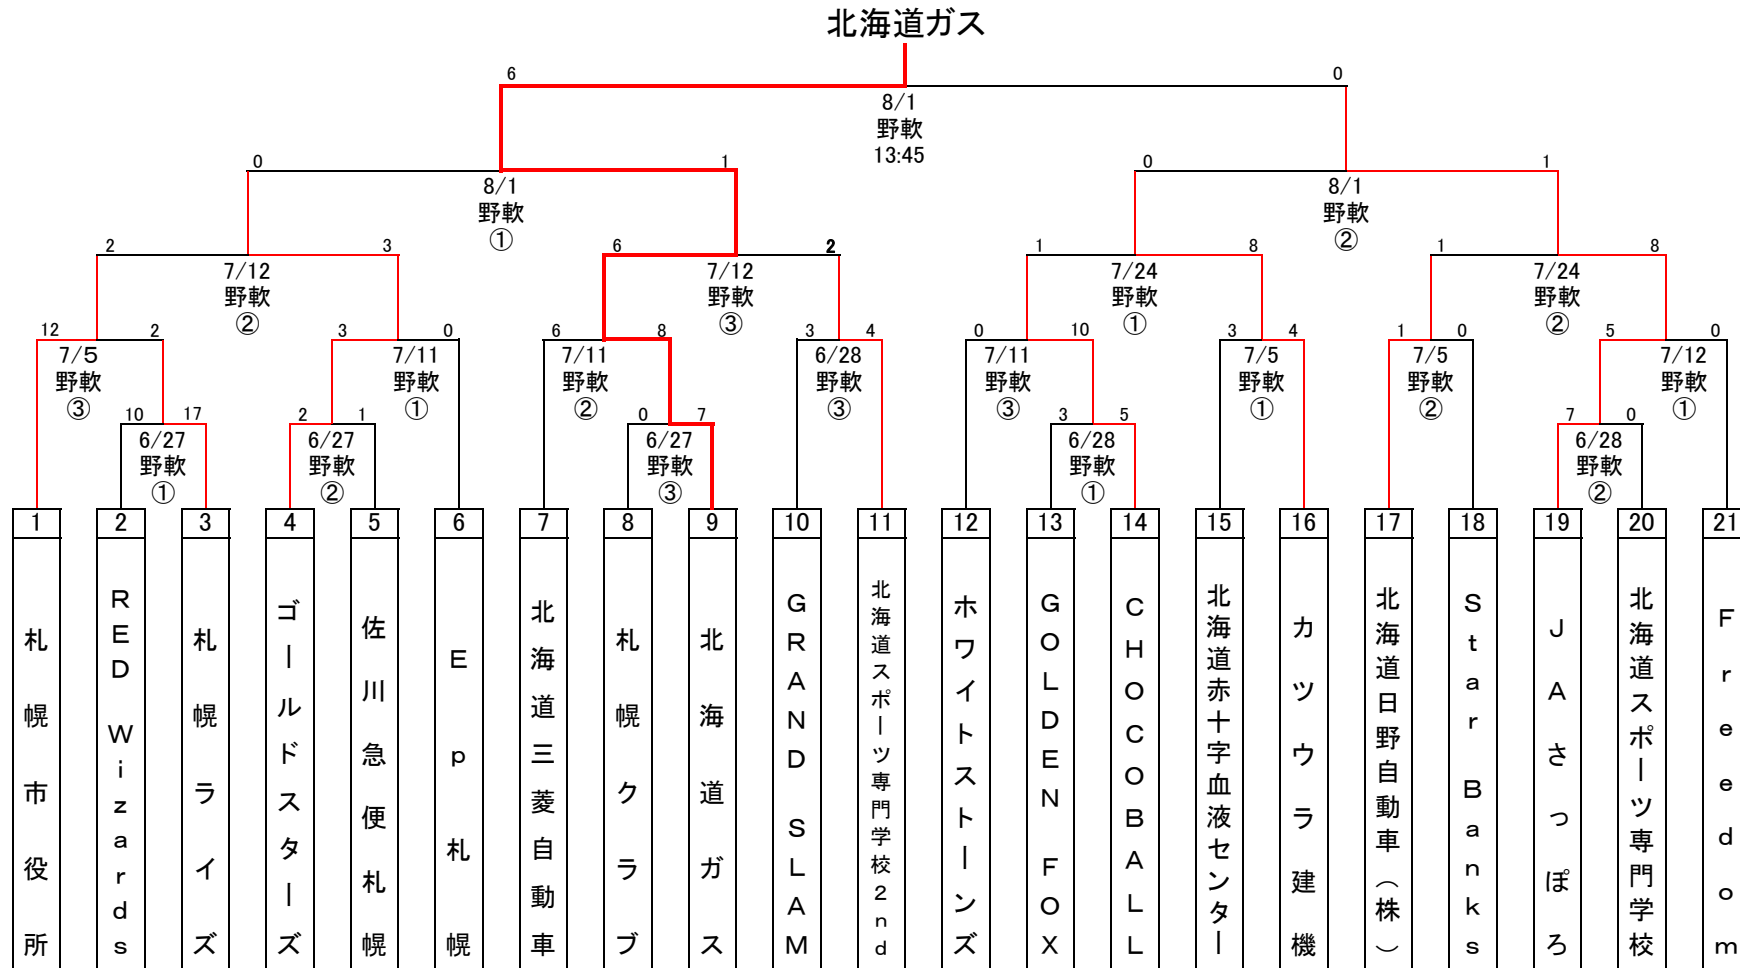 北海道ガス
6 0
8/1
野軟
13:45
0 1 0 1
8/1 8/1
野軟 野軟
① ②
2 3 6 2 1 8 1 8
7/12 7/12 7/24 7/24
野軟 野軟 野軟 野軟
② ③ ① ②
12 2 3 0 6 8 3 4 0 10 3 4 1 0 5 0
7/5 7/11 7/11 6/28 7/11 7/5 7/5 7/12
野軟 野軟 野軟 野軟 野軟 野軟 野軟 野軟
③ ① ② ③ ③ ① ② ①
10 17 2 1 0 7 3 5 7 0
6/27 6/27 6/27 6/28 6/28
野軟 野軟 野軟 野軟 野軟
① ② ③ ① ②
1 2 3 4 5 6 7 8 9 10 11 12 13 14 15 16 17 18 19 20 21
札幌市役所
RED Wizards
札幌ライズ
ゴールドスターズ
佐川急便札幌
Ep札幌
北海道三菱自動車
札幌クラブ
北海道ガス
GRAND SLAM
北海道スポーツ専門学校2nd
ホワイトストーンズ
GOLDEN FOX
CHOCOBALL
北海道赤十字血液センター
カツウラ建機
北海道日野自動車(株)
Star Banks
JAさっぽろ
北海道スポーツ専門学校
Freedom